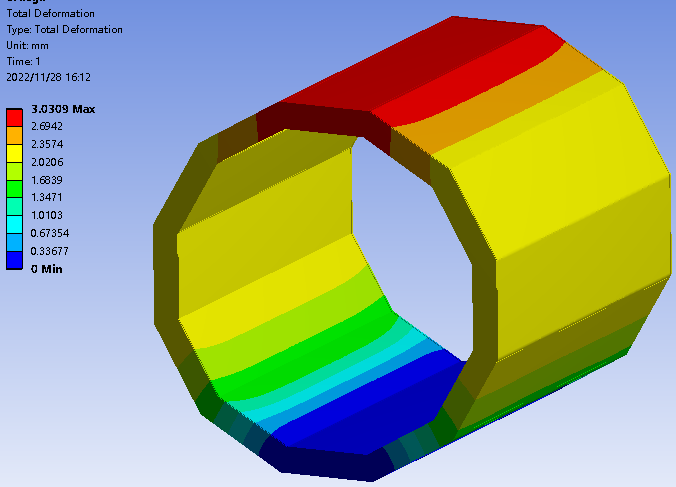 Total Deformation
Type: Total Deformation
Unit: mm
Time: 1
2022/11/28 16:12
3.0309 Max
2.6942
2.3574
2.0206
1.6839
1.3471
1.0103
0.67354
0.33677
0 Min